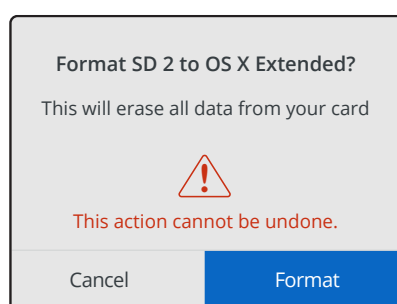 Format SD 2 to OS X Extended?
This will erase all data from your card
This action cannot be undone.
Cancel
Format